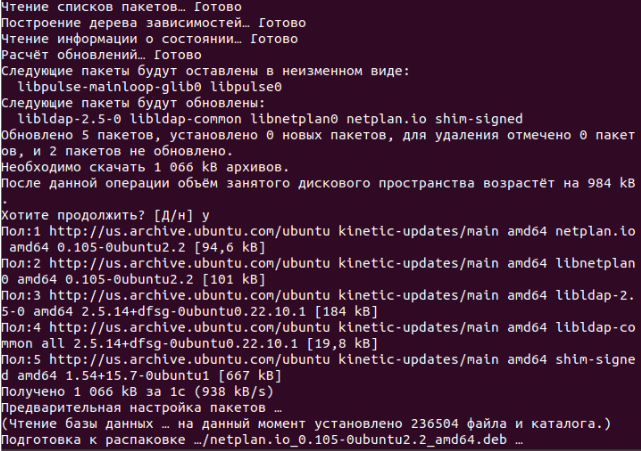 Чтение списков пакетов… Готово
Построение дерева зависимостей… Готово
Чтение информации о состоянии… Готово
Расчёт обновлений… Готово
Следующие пакеты будут оставлены в неизменном виде:
  libpulse-mainloop-glib0 libpulse0
Следующие пакеты будут обновлены:
  libldap-2.5-0 libldap-common libnetplan0 netplan.io shim-signed
Обновлено 5 пакетов, установлено 0 новых пакетов, для удаления отмечено 0 пакет
ов, и 2 пакетов не обновлено.
Необходимо скачать 1 066 kB архивов.
После данной операции объём занятого дискового пространства возрастёт на 984 kB
.
Хотите продолжить? [Д/н] y
Пол:1 http://us.archive.ubuntu.com/ubuntu kinetic-updates/main amd64 netplan.io
 amd64 0.105-0ubuntu2.2 [94,6 kB]
Пол:2 http://us.archive.ubuntu.com/ubuntu kinetic-updates/main amd64 libnetplan
0 amd64 0.105-0ubuntu2.2 [101 kB]
Пол:3 http://us.archive.ubuntu.com/ubuntu kinetic-updates/main amd64 libldap-2.
5-0 amd64 2.5.14+dfsg-0ubuntu0.22.10.1 [184 kB]
Пол:4 http://us.archive.ubuntu.com/ubuntu kinetic-updates/main amd64 libldap-co
mmon all 2.5.14+dfsg-0ubuntu0.22.10.1 [19,8 kB]
Пол:5 http://us.archive.ubuntu.com/ubuntu kinetic-updates/main amd64 shim-signe
d amd64 1.54+15.7-0ubuntu1 [667 kB]
Получено 1 066 kB за 1с (938 kB/s)
Предварительная настройка пакетов …
(Чтение базы данных … на данный момент установлено 236504 файла и каталога.)
Подготовка к распаковке …/netplan.io_0.105-0ubuntu2.2_amd64.deb …